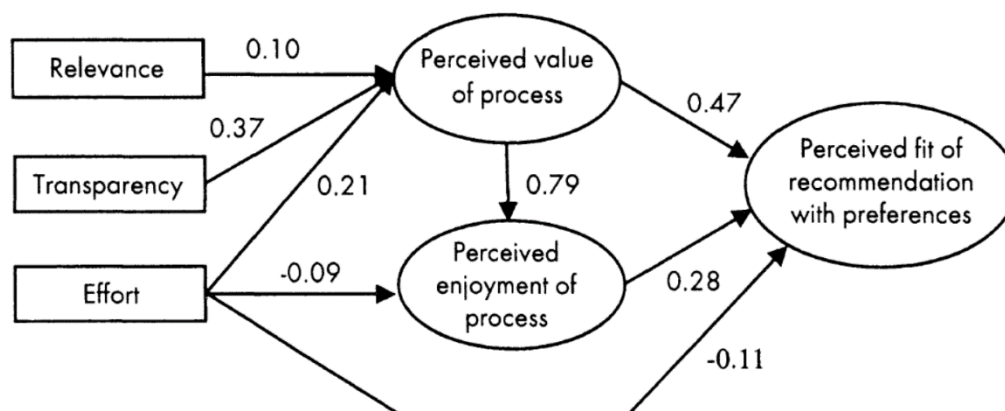 Relevance
0.10
Perceived value
of process
0.47
0.37
Transparency
0.21
0.79
Perceived fit of
recommendation
with preferences
Effort
-0.09
Perceived
enjoyment of
process
0.28
-0.11